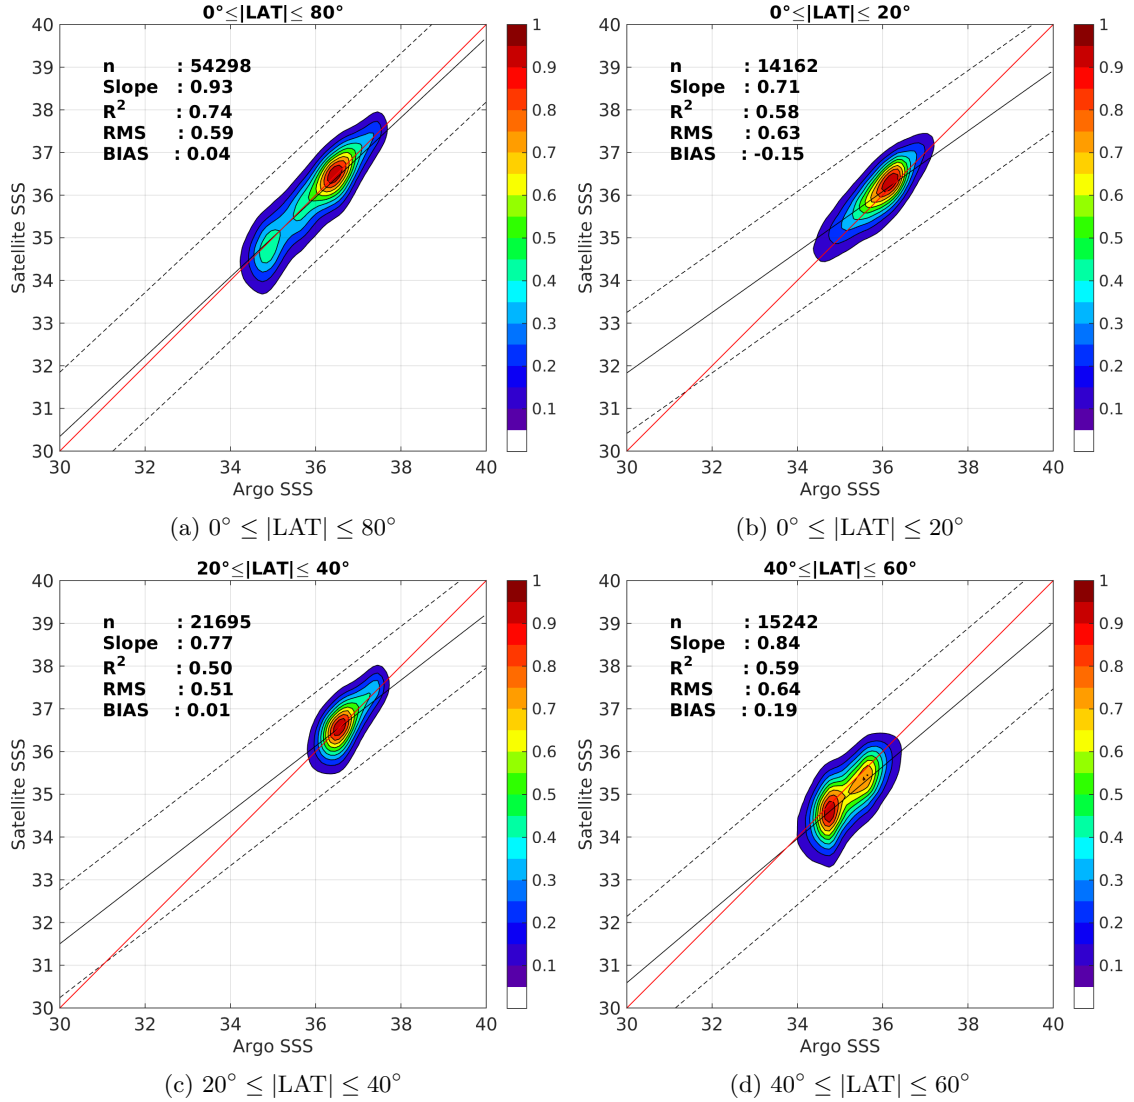 0°≤|LAT|≤ 80°
n : 54298
Slope : 0.93
R2 : 0.74
RMS : 0.59
BIAS : 0.04
40
39
38
37
36
35
34
33
32
31
30
Satellite SSS
30 32 34 36 38 40
Argo SSS
1
0.9
0.8
0.7
0.6
0.5
0.4
0.3
0.2
0.1
(a) 0° ≤ |LAT| ≤ 80°
0°≤|LAT|≤ 20°
n : 14162
Slope : 0.71
R2 : 0.58
RMS : 0.63
BIAS : -0.15
40
39
38
37
36
35
34
33
32
31
30
Satellite SSS
30 32 34 36 38 40
Argo SSS
1
0.9
0.8
0.7
0.6
0.5
0.4
0.3
0.2
0.1
(b) 0° ≤ |LAT| ≤ 20°
20°≤|LAT|≤ 40°
n : 21695
Slope : 0.77
R2 : 0.50
RMS : 0.51
BIAS : 0.01
40
39
38
37
36
35
34
33
32
31
30
Satellite SSS
30 32 34 36 38 40
Argo SSS
1
0.9
0.8
0.7
0.6
0.5
0.4
0.3
0.2
0.1
(c) 20° ≤ |LAT| ≤ 40°
40°≤|LAT|≤ 60°
n : 15242
Slope : 0.84
R2 : 0.59
RMS : 0.64
BIAS : 0.19
40
39
38
37
36
35
34
33
32
31
30
Satellite SSS
30 32 34 36 38 40
Argo SSS
1
0.9
0.8
0.7
0.6
0.5
0.4
0.3
0.2
0.1
(d) 40° ≤ |LAT| ≤ 60°